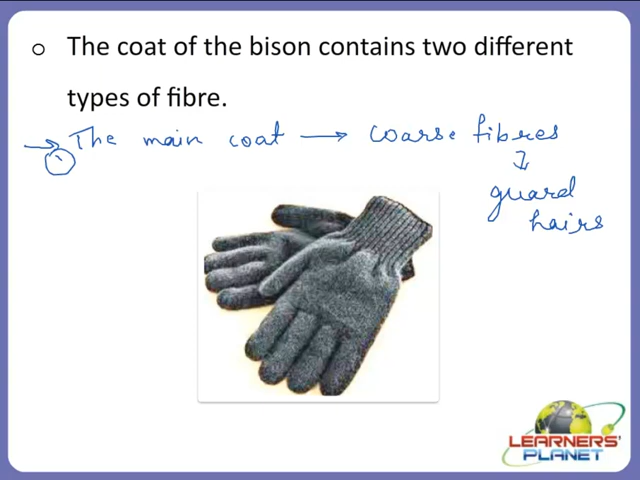 The coat of the bison contains two different
types of fibre.
The main coat → coarse fibres
guard
hairs
LEARNERS'
PLANET